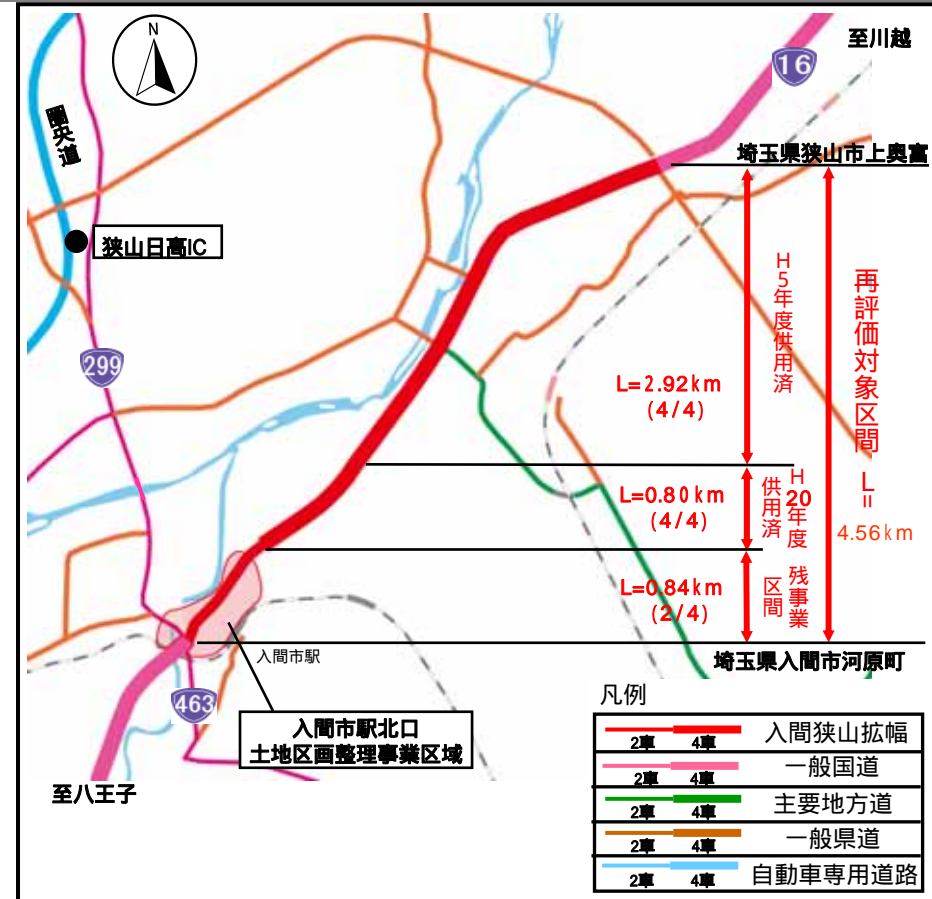 N
至川越
16
圏央道
埼玉県狭山市上奥富
狭山日高IC
H5年度供用済
再評価対象区間 L=
4.56km
299
L=2.92km
(4/4)
H20年度
供用済
L=0.80km
(4/4)
残事業
区間
L=0.84km
(2/4)
入間市駅
埼玉県入間市河原町
463
入間市駅北口
土地区画整理事業区域
至八王子
凡例
2車 4車 入間狭山拡幅
2車 4車 一般国道
2車 4車 主要地方道
2車 4車 一般県道
2車 4車 自動車専用道路